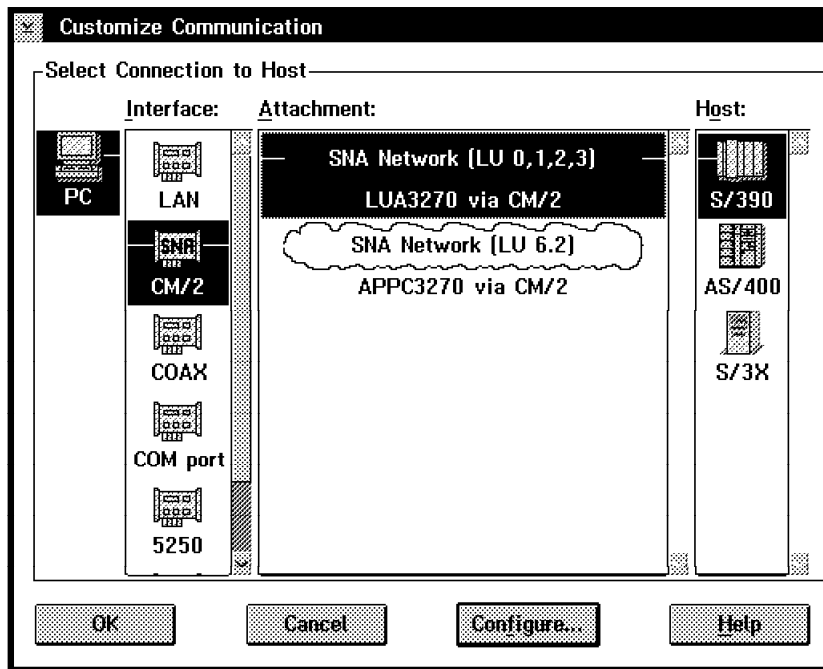 Customize Communication
Select Connection to Host
Interface: Attachment: Host:
PC
LAN
SNA
CM/2
COAX
COM port
5250
SNA Network (LU 0,1,2,3)
LUA3270 via CM/2
SNA Network (LU 6.2)
APPC3270 via CM/2
S/390
AS/400
S/3X
OK Cancel Configure... Help